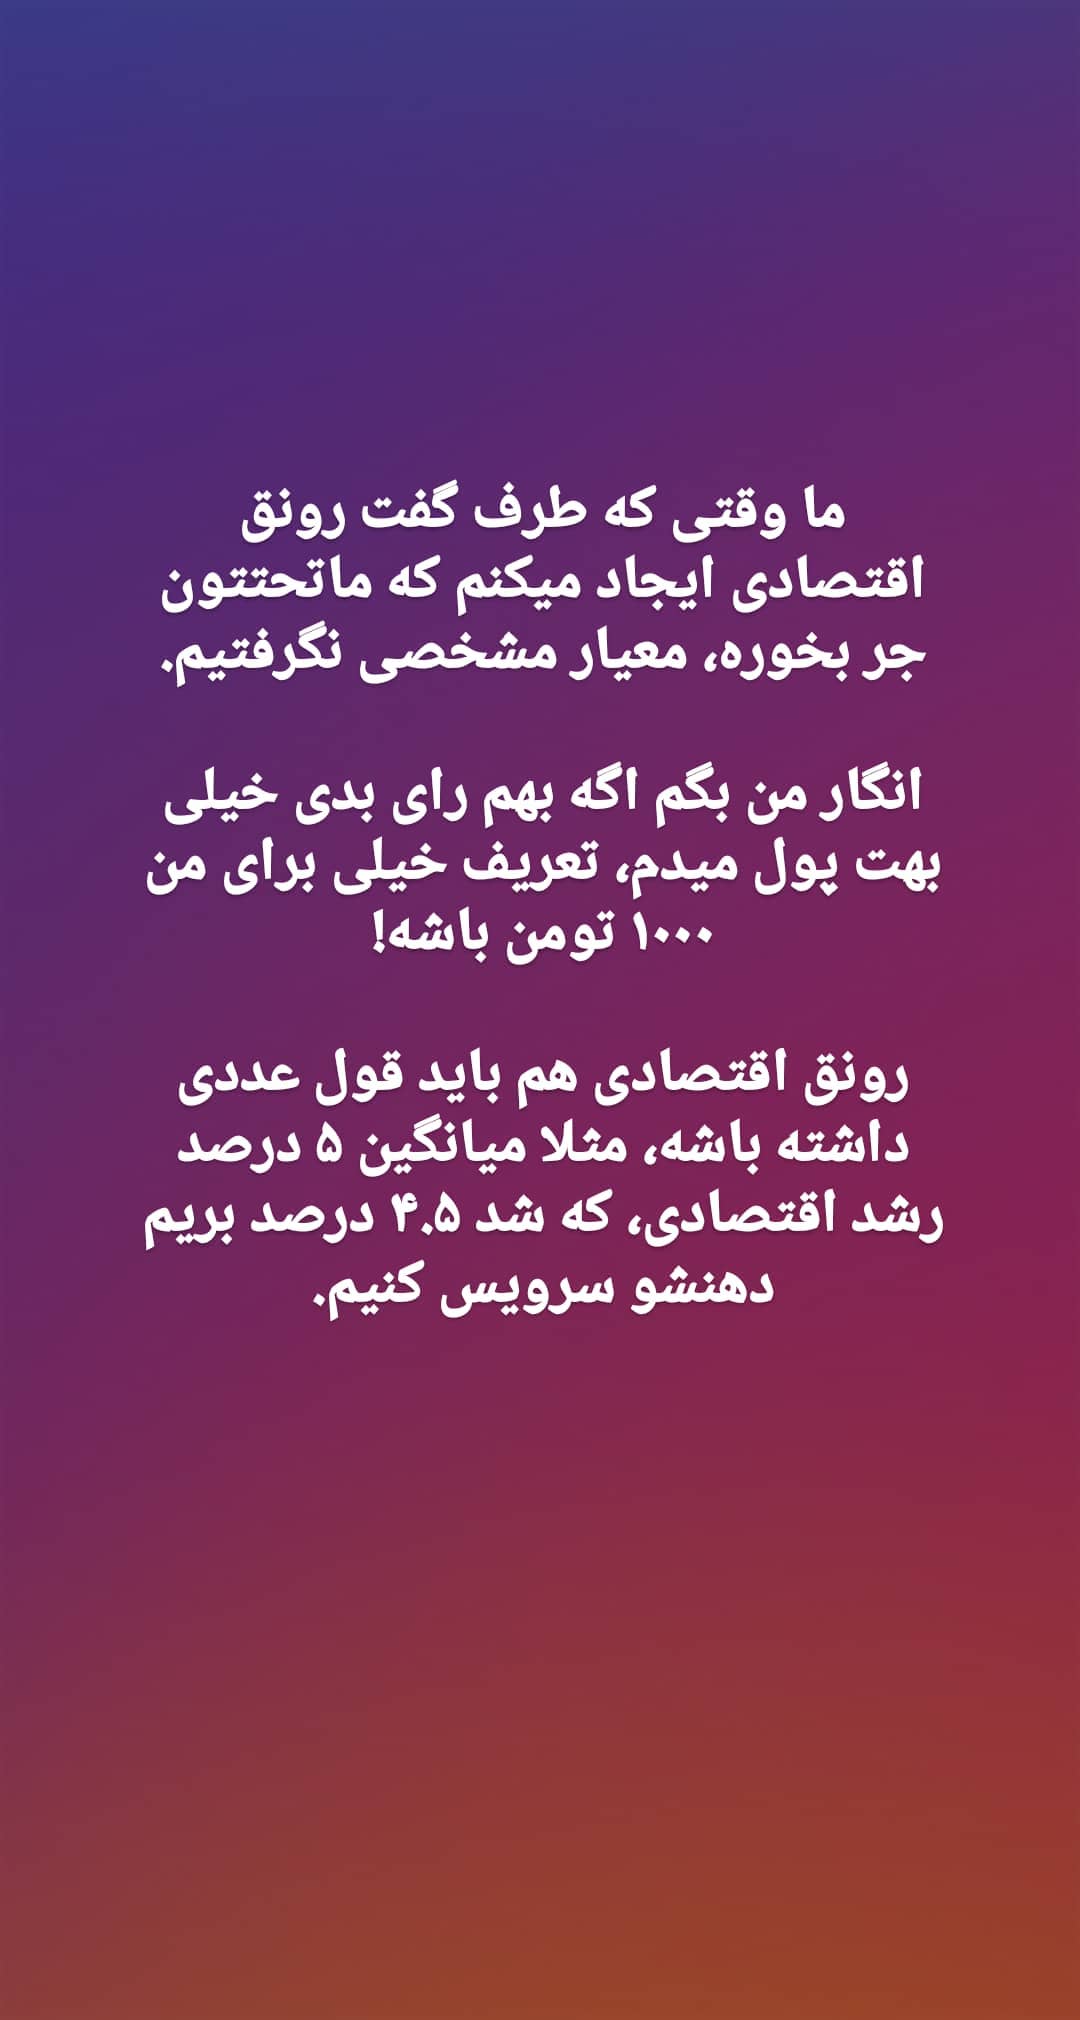 ما وقتی که طرف گفت رونق
اقتصادی ایجاد میکنم که ماتحتتون
جر بخوره، معیار مشخصی نگرفتیم.
انگار من بگم اگه بهم رای بدی خیلی
بهت پول میدم، تعریف خیلی برای من
۱۰۰۰ تومن باشه!
رونق اقتصادی هم باید قول عددی
داشته باشه، مثلا میانگین ۵ درصد
رشد اقتصادی، که شد ۴.۵ درصد بریم
دهنشو سرویس کنیم.